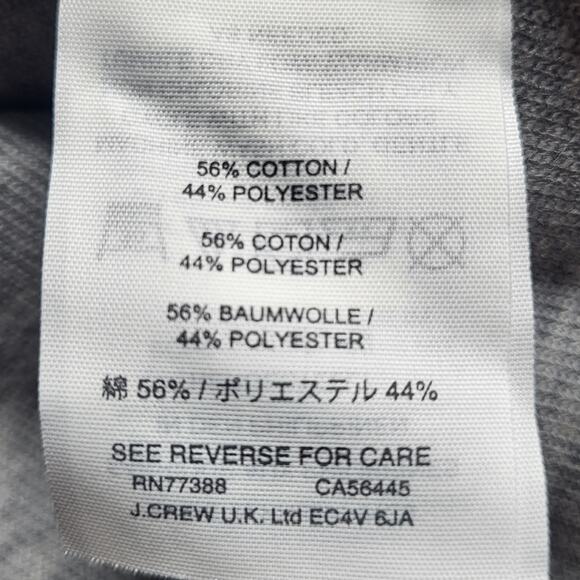 56% COTTON /
44% POLYESTER
56% COTON /
44% POLYESTER
56% BAUMWOLLE /
44% POLYESTER
綿 56% / ポリエステル 44%
SEE REVERSE FOR CARE
RN77388 CA56445
J.CREW U.K. Ltd EC4V 6JA